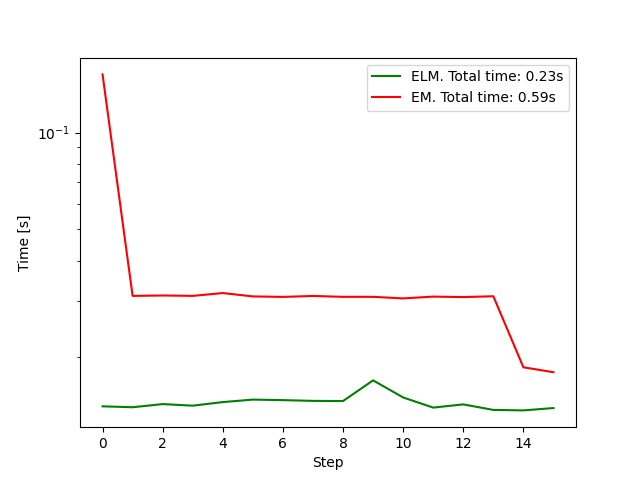 ELM. Total time: 0.23s
EM. Total time: 0.59s
10⁻¹
Time [s]
0 2 4 6 8 10 12 14
Step